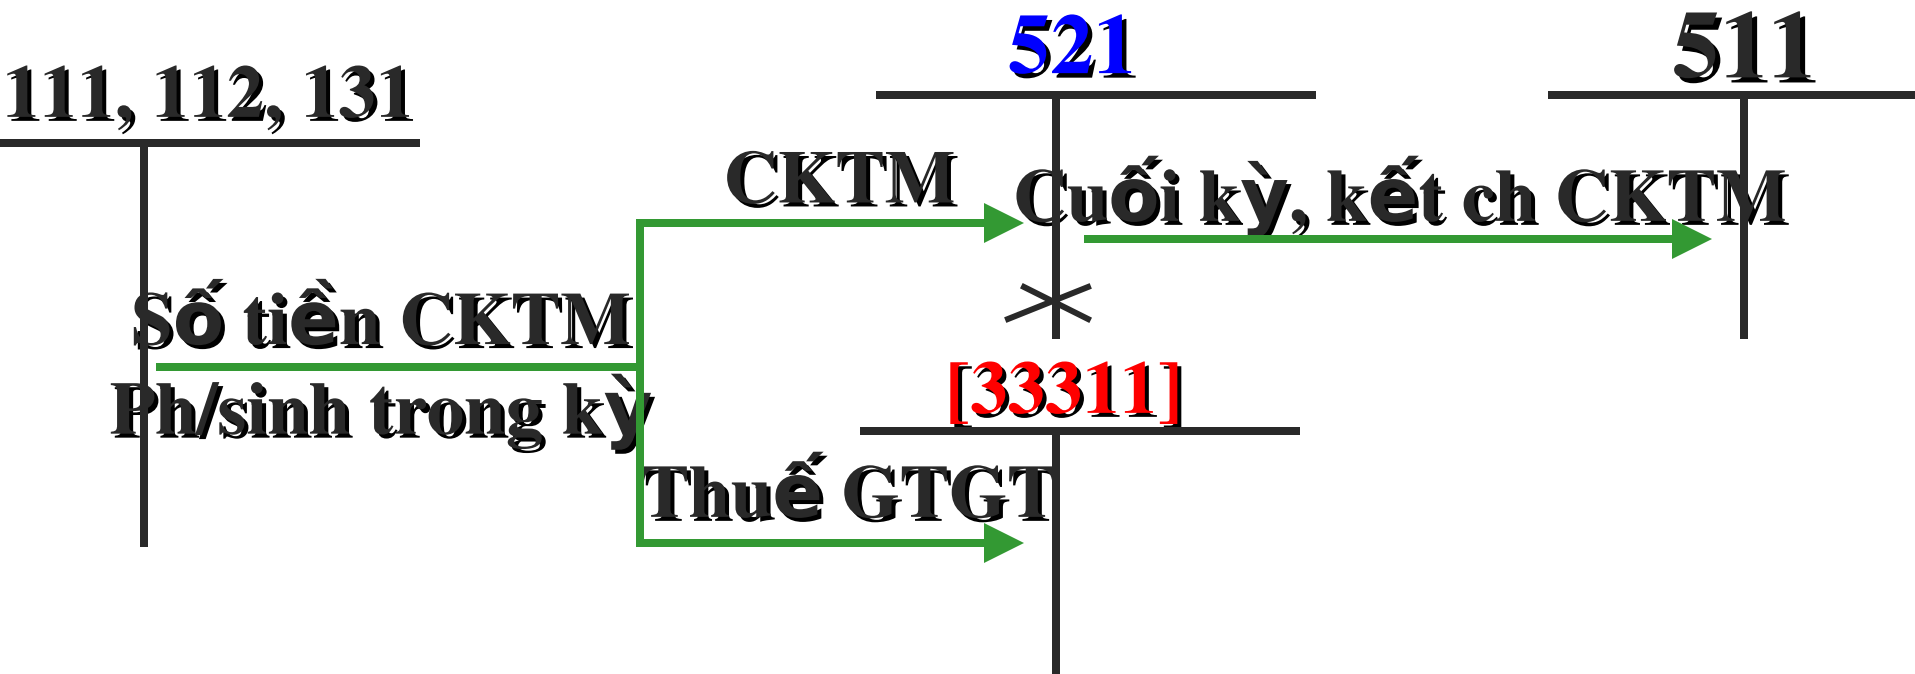 521
511
111, 112, 131
CKTM
Cuối kỳ, kết ch CKTM
Số tiền CKTM
Ph/sinh trong kỳ
[33311]
Thuế GTGT